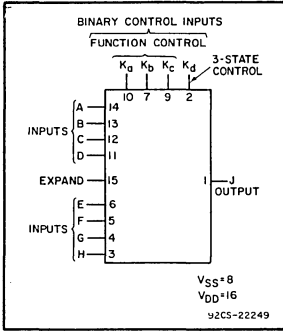 BINARY CONTROL INPUTS
FUNCTION CONTROL
Ka Kb Kc Kd
3-STATE
CONTROL
10 7 9 2
A 14
B 13
C 12
D 11
INPUTS
EXPAND 15
1 J
OUTPUT
E 6
F 5
G 4
H 3
INPUTS
VSS=8
VDD=16
92CS-22249